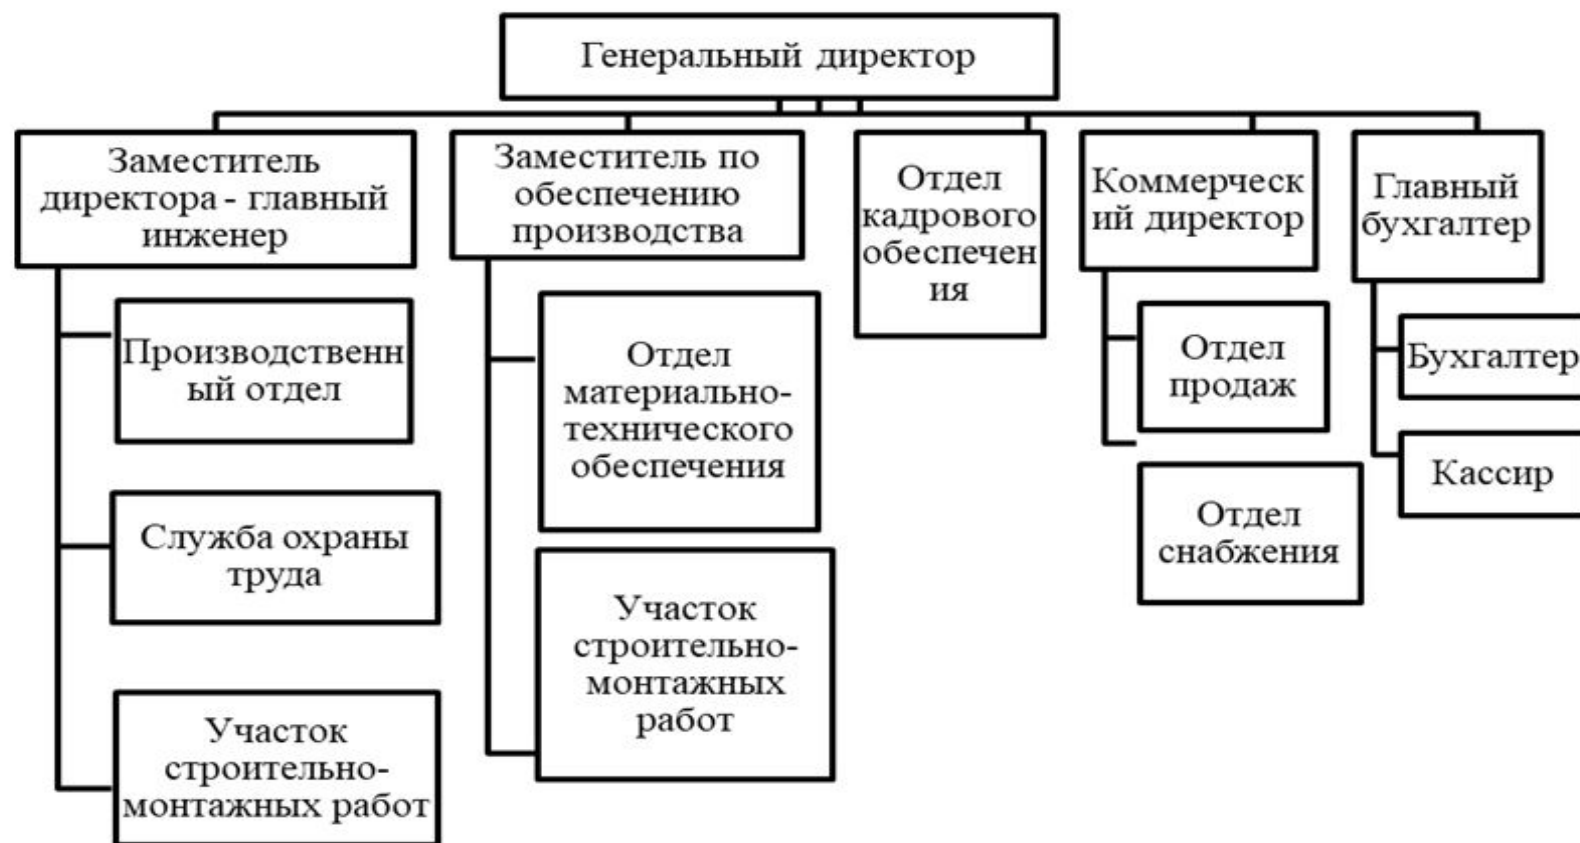 Генеральный директор
Заместитель
директора - главный
инженер
Заместитель по
обеспечению
производства
Отдел
кадрового
обеспечен
ия
Коммерческ
ий директор
Главный
бухгалтер
Производственн
ый отдел
Служба охраны
труда
Участок
строительно-
монтажных работ
Отдел
материально-
технического
обеспечения
Участок
строительно-
монтажных
работ
Отдел
продаж
Отдел
снабжения
Бухгалтер
Кассир